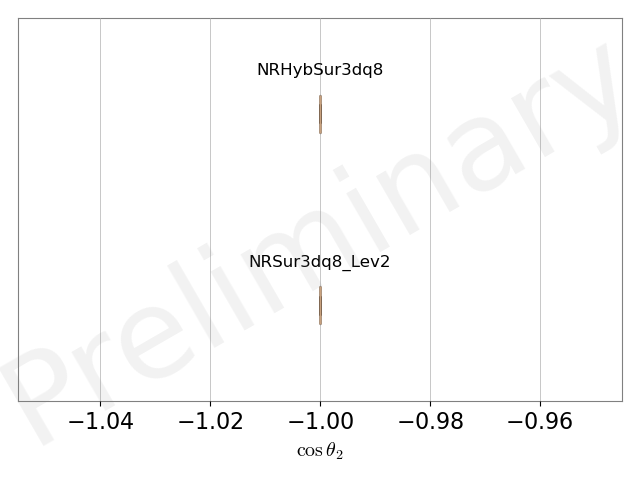 NRHybSur3dq8
NRSur3dq8_Lev2
Preliminary
−1.04 −1.02 −1.00 −0.98 −0.96
cos θ₂